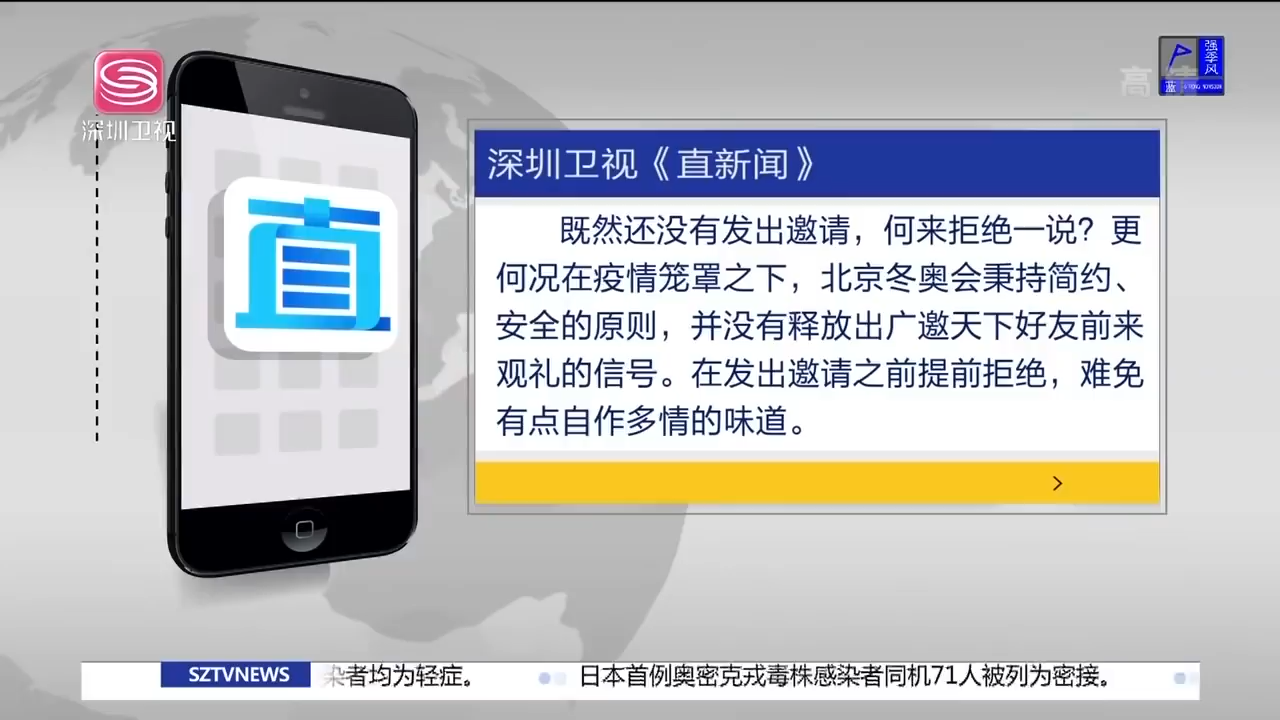 深圳卫视
直
高清
强季风
蓝
深圳卫视《直新闻》
既然还没有发出邀请，何来拒绝一说？更
何况在疫情笼罩之下，北京冬奥会秉持简约、
安全的原则，并没有释放出广邀天下好友前来
观礼的信号。在发出邀请之前提前拒绝，难免
有点自作多情的味道。
SZTVNEWS 染者均为轻症。 日本首例奥密克戎毒株感染者同机71人被列为密接。